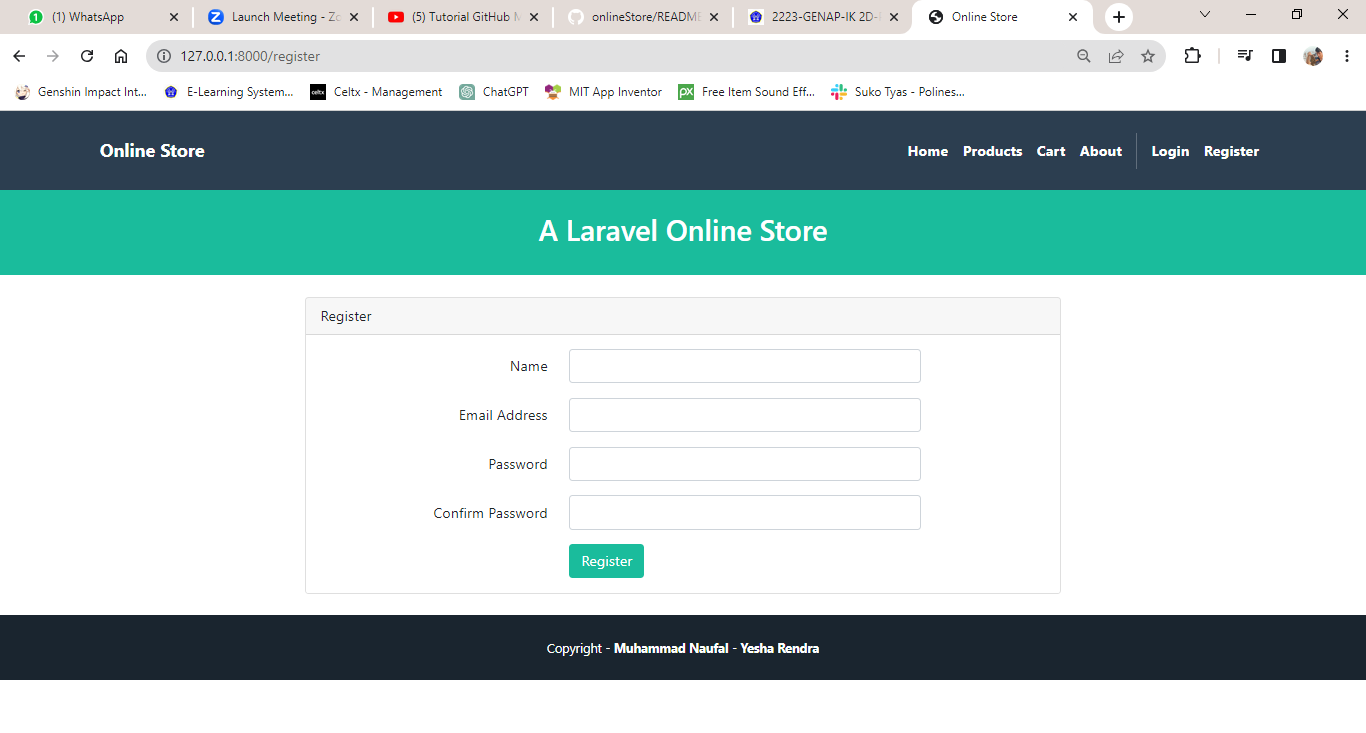 (1) WhatsApp
Launch Meeting - Zo
(5) Tutorial GitHub M
onlineStore/README
2223-GENAP-IK 2D-
Online Store
127.0.0.1:8000/register
Genshin Impact Int...
E-Learning System...
celtx
Celtx - Management
ChatGPT
MIT App Inventor
px
Free Item Sound Eff...
Suko Tyas - Polines...
Online Store
Home Products Cart About Login Register
A Laravel Online Store
Register
Name
Email Address
Password
Confirm Password
Register
Copyright - Muhammad Naufal - Yesha Rendra